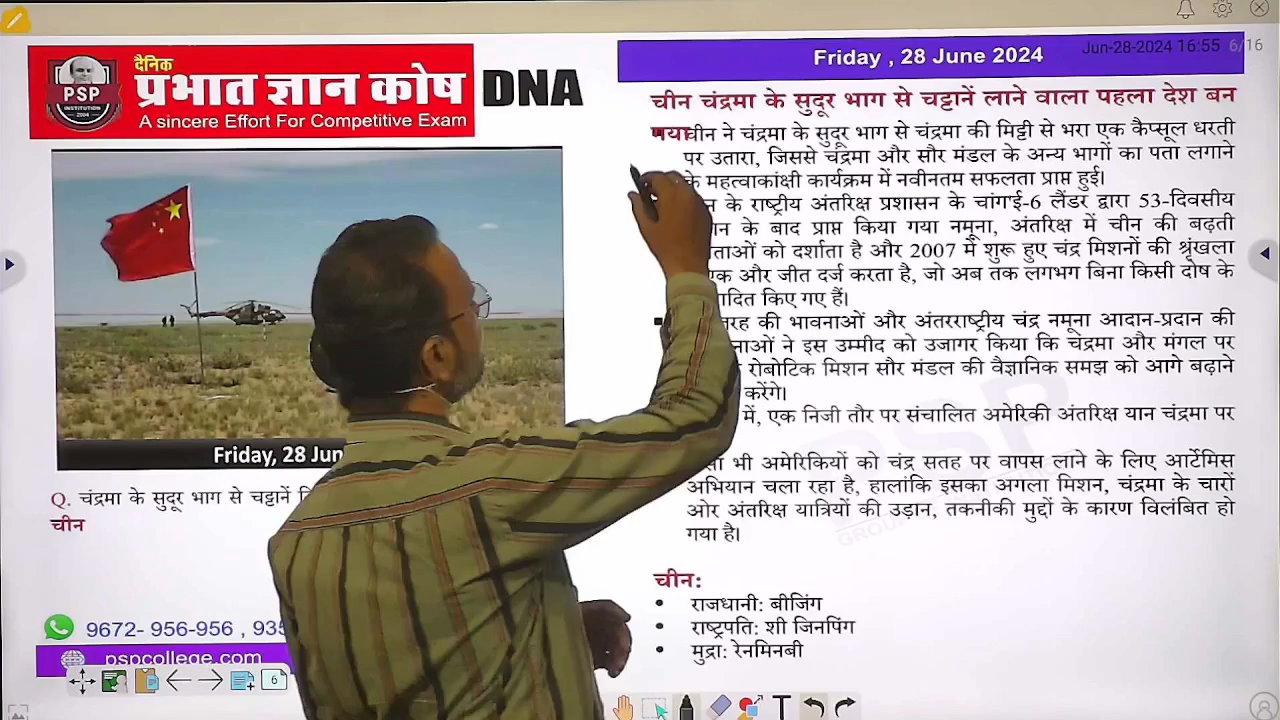 Jun-28-2024 16:55 6/16
दैनिक
प्रभात ज्ञान कोष DNA
A sincere Effort For Competitive Exam
PSP
INSTITUTION
2004
Friday , 28 June 2024
Friday, 28 Jun
Q. चंद्रमा के सुदूर भाग से चट्टानें
चीन
9672- 956-956 , 935
pspcollege.com
6
चीन चंद्रमा के सुदूर भाग से चट्टानें लाने वाला पहला देश बन
गया
चीन ने चंद्रमा के सुदूर भाग से चंद्रमा की मिट्टी से भरा एक कैप्सूल धरती
पर उतारा, जिससे चंद्रमा और सौर मंडल के अन्य भागों का पता लगाने
के महत्वाकांक्षी कार्यक्रम में नवीनतम सफलता प्राप्त हुई।
के राष्ट्रीय अंतरिक्ष प्रशासन के चांगई-6 लैंडर द्वारा 53-दिवसीय
के बाद प्राप्त किया गया नमूना, अंतरिक्ष में चीन की बढ़ती
को दर्शाता है और 2007 में शुरू हुए चंद्र मिशनों की श्रृंखला
एक और जीत दर्ज करता है, जो अब तक लगभग बिना किसी दोष के
किए गए हैं।
की भावनाओं और अंतरराष्ट्रीय चंद्र नमूना आदान-प्रदान की
ने इस उम्मीद को उजागर किया कि चंद्रमा और मंगल पर
रोबोटिक मिशन सौर मंडल की वैज्ञानिक समझ को आगे बढ़ाने
करेंगे।
में, एक निजी तौर पर संचालित अमेरिकी अंतरिक्ष यान चंद्रमा पर
भी अमेरिकियों को चंद्र सतह पर वापस लाने के लिए आर्टेमिस
अभियान चला रहा है, हालांकि इसका अगला मिशन, चंद्रमा के चारों
ओर अंतरिक्ष यात्रियों की उड़ान, तकनीकी मुद्दों के कारण विलंबित हो
गया है।
चीन:
राजधानी: बीजिंग
राष्ट्रपति: शी जिनपिंग
मुद्रा: रेनमिनबी